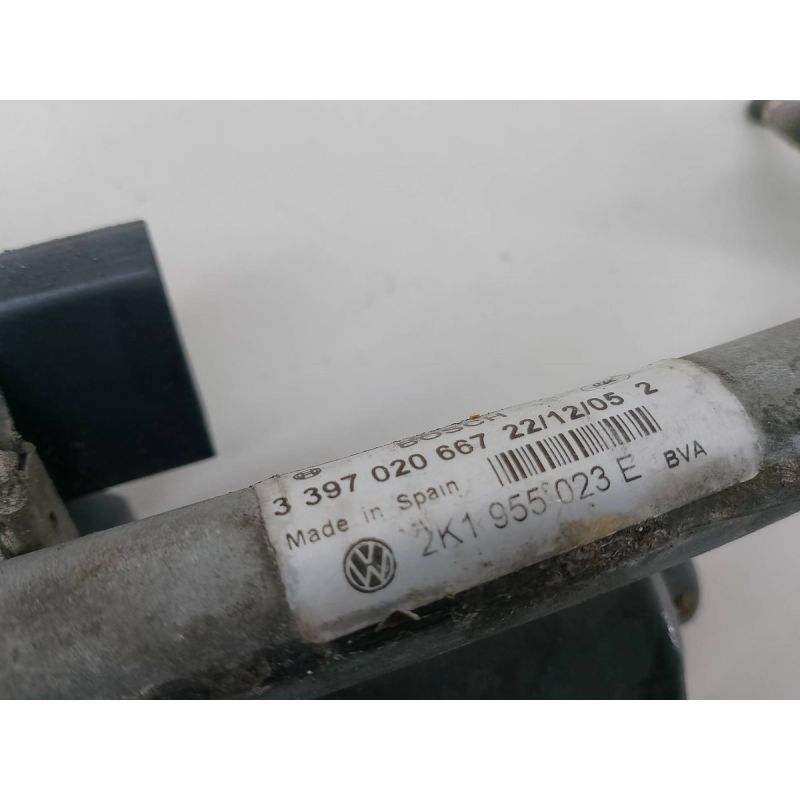 BOSCH
3 397 020 667 22/12/05 2
Made in Spain
2K1 955 023 E BVA